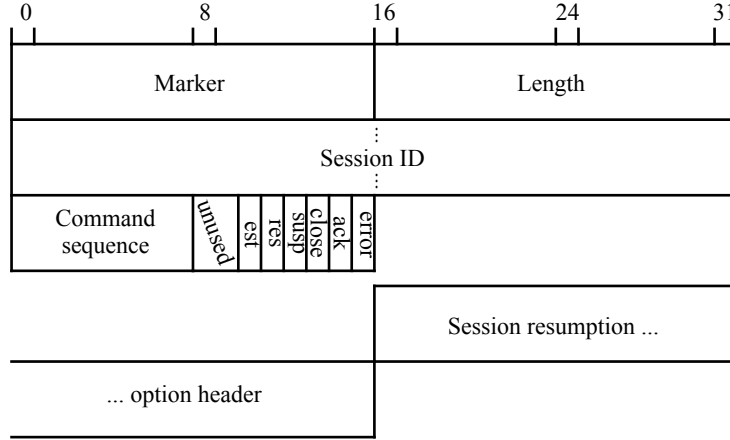 0 8 16 24 31
Marker Length
Session ID
Command
sequence
unused
est
res
susp
close
ack
error
Session resumption ...
... option header